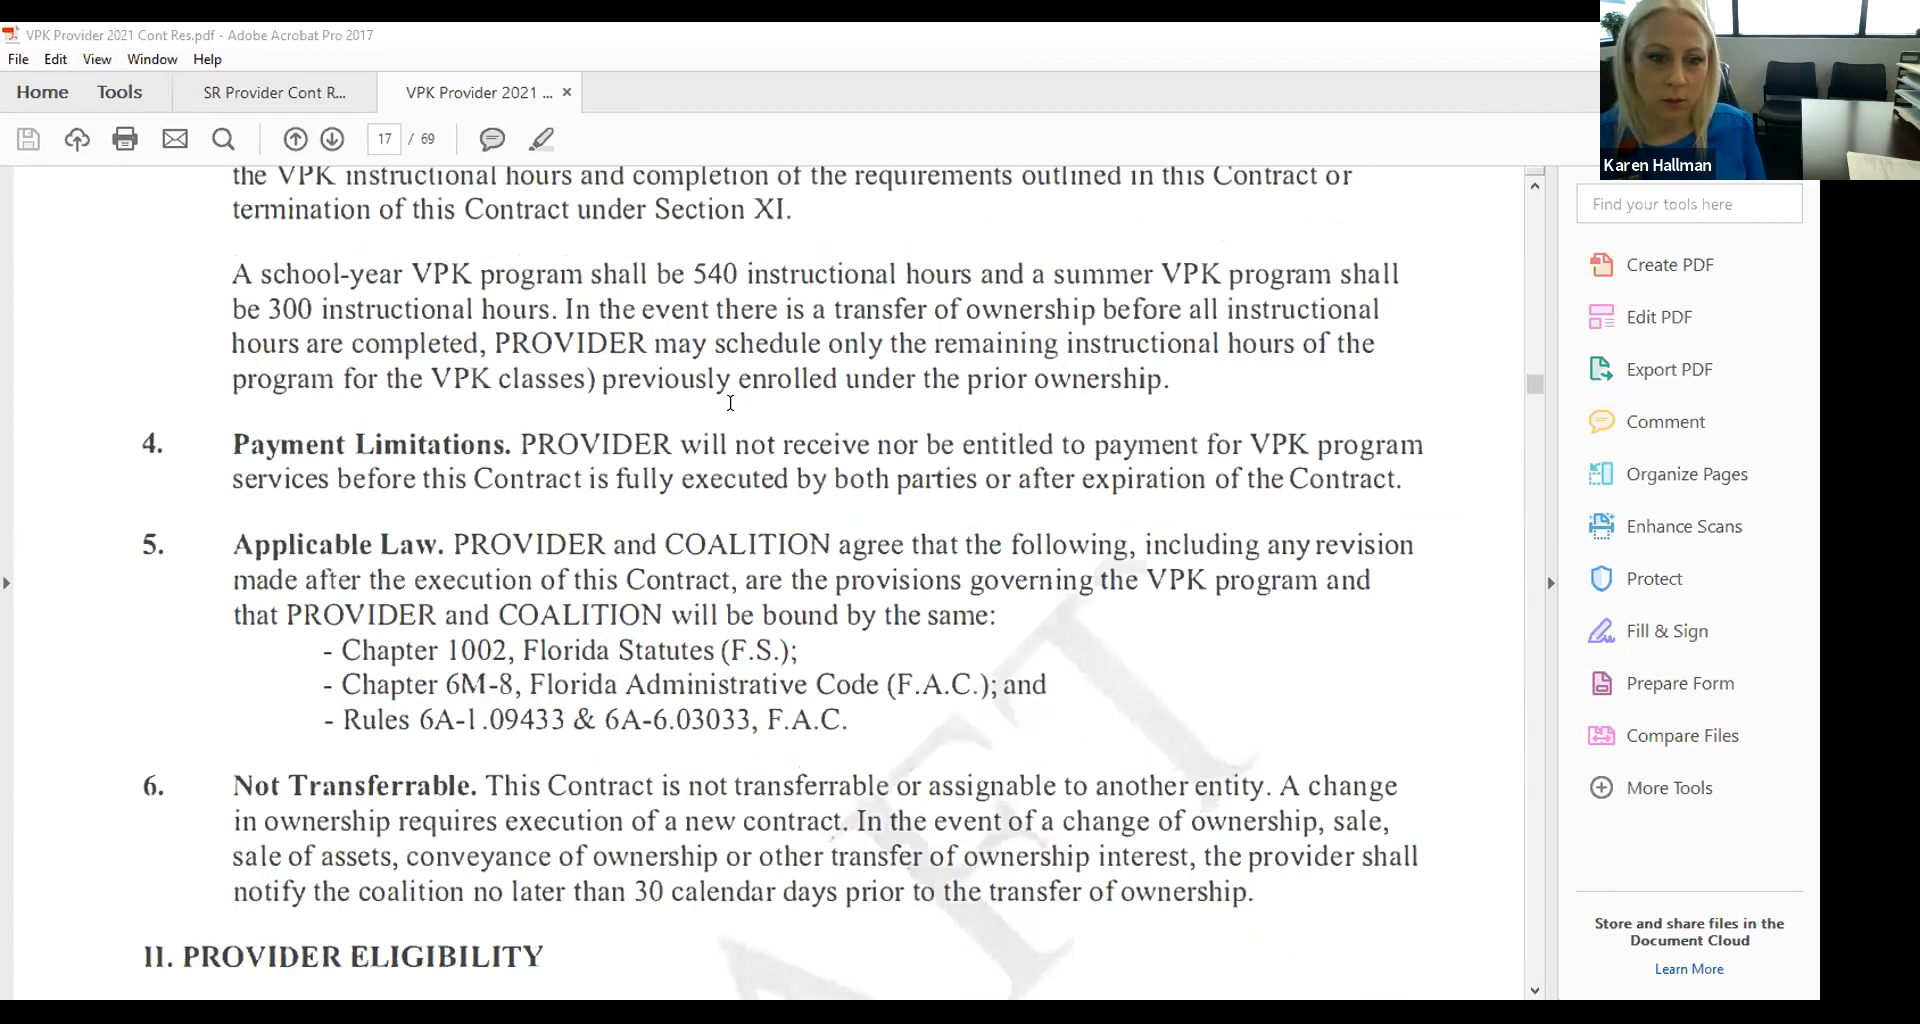 VPK Provider 2021 Cont Res.pdf - Adobe Acrobat Pro 2017
File Edit View Window Help
Home Tools SR Provider Cont R... VPK Provider 2021 ... ×
17 / 69
Karen Hallman
the VPK instructional hours and completion of the requirements outlined in this Contract or
termination of this Contract under Section XI.
A school-year VPK program shall be 540 instructional hours and a summer VPK program shall
be 300 instructional hours. In the event there is a transfer of ownership before all instructional
hours are completed, PROVIDER may schedule only the remaining instructional hours of the
program for the VPK classes) previously enrolled under the prior ownership.
4. Payment Limitations. PROVIDER will not receive nor be entitled to payment for VPK program
services before this Contract is fully executed by both parties or after expiration of the Contract.
5. Applicable Law. PROVIDER and COALITION agree that the following, including any revision
made after the execution of this Contract, are the provisions governing the VPK program and
that PROVIDER and COALITION will be bound by the same:
- Chapter 1002, Florida Statutes (F.S.);
- Chapter 6M-8, Florida Administrative Code (F.A.C.); and
- Rules 6A-1.09433 & 6A-6.03033, F.A.C.
6. Not Transferrable. This Contract is not transferrable or assignable to another entity. A change
in ownership requires execution of a new contract. In the event of a change of ownership, sale,
sale of assets, conveyance of ownership or other transfer of ownership interest, the provider shall
notify the coalition no later than 30 calendar days prior to the transfer of ownership.
11. PROVIDER ELIGIBILITY
Find your tools here
Create PDF
Edit PDF
Export PDF
Comment
Organize Pages
Enhance Scans
Protect
Fill & Sign
Prepare Form
Compare Files
More Tools
Store and share files in the
Document Cloud
Learn More